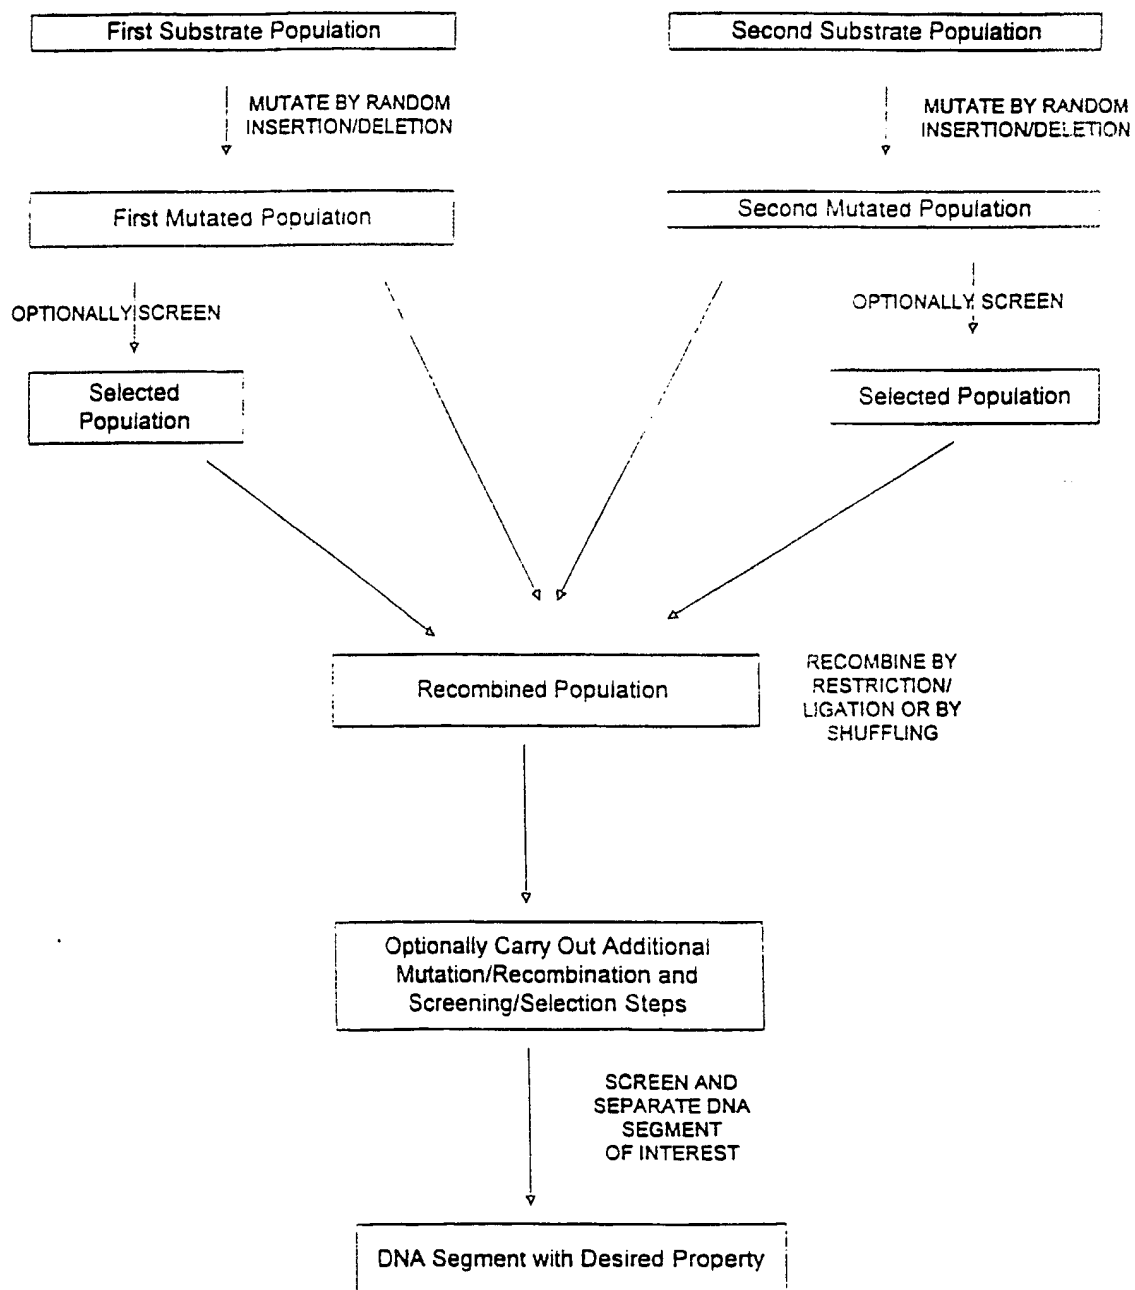 First Substrate Population
Second Substrate Population
MUTATE BY RANDOM
INSERTION/DELETION
MUTATE BY RANDOM
INSERTION/DELETION
First Mutated Population
Second Mutated Population
OPTIONALLY SCREEN
OPTIONALLY SCREEN
Selected
Population
Selected Population
Recombined Population
RECOMBINE BY
RESTRICTION/
LIGATION OR BY
SHUFFLING
Optionally Carry Out Additional
Mutation/Recombination and
Screening/Selection Steps
SCREEN AND
SEPARATE DNA
SEGMENT
OF INTEREST
DNA Segment with Desired Property